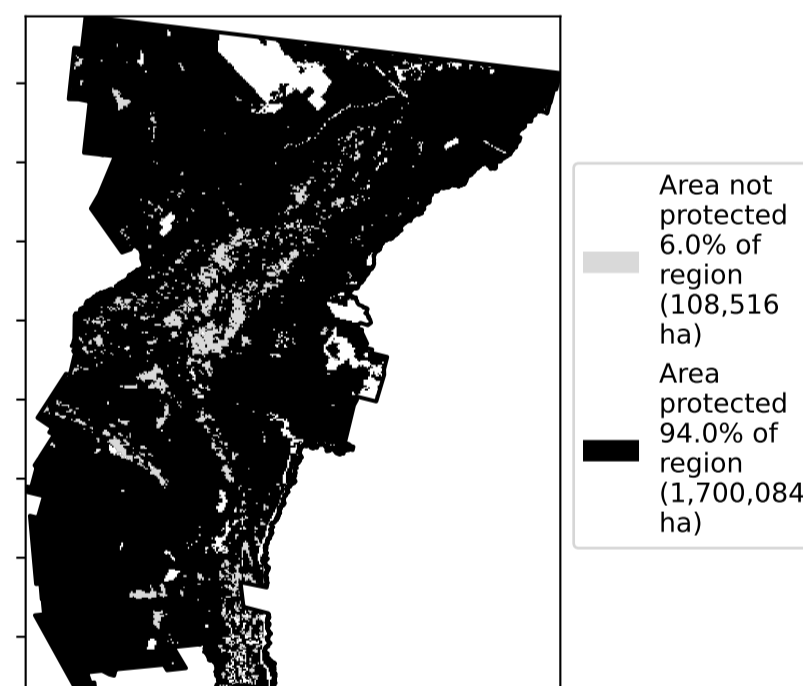 Area not
protected
6.0% of
region
(108,516
ha)
Area
protected
94.0% of
region
(1,700,084
ha)